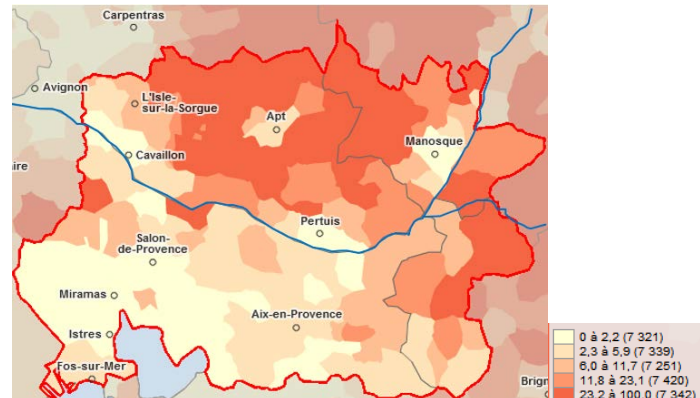 Carpentras
Avignon
L'Isle-
sur-la-Sorgue
Apt
Manosque
Cavaillon
aire
Pertuis
Salon-
de-Provence
Miramas
Aix-en-Provence
Istres
Fos-sur-Mer
Brign
0 à 2,2 (7 321)
2,3 à 5,9 (7 339)
6,0 à 11,7 (7 251)
11,8 à 23,1 (7 420)
23,2 à 100,0 (7 342)